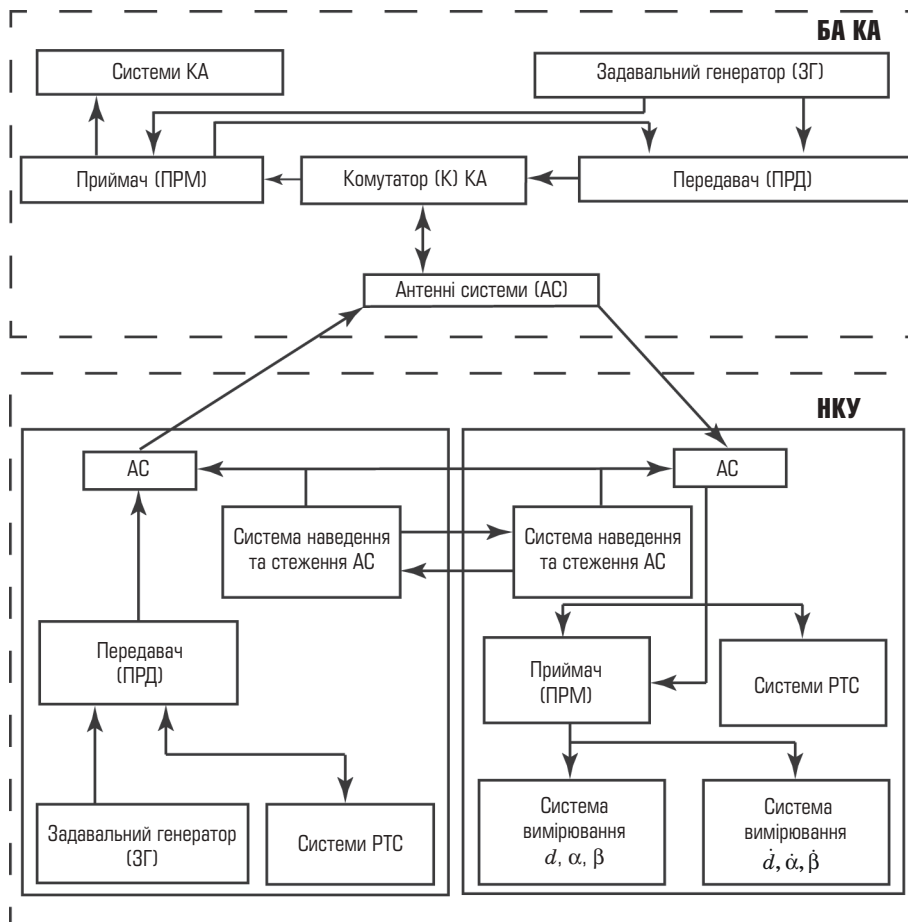 БА КА
Системи КА
Задавальний генератор (ЗГ)
Приймач (ПРМ)
Комутатор (К) КА
Передавач (ПРД)
Антенні системи (АС)
НКУ
АС
АС
Система наведення
та стеження АС
Система наведення
та стеження АС
Передавач
(ПРД)
Приймач
(ПРМ)
Системи РТС
Задавальний генератор
(ЗГ)
Системи РТС
Система
вимірювання
d, α, β
Система
вимірювання
ḋ, α̇, β̇